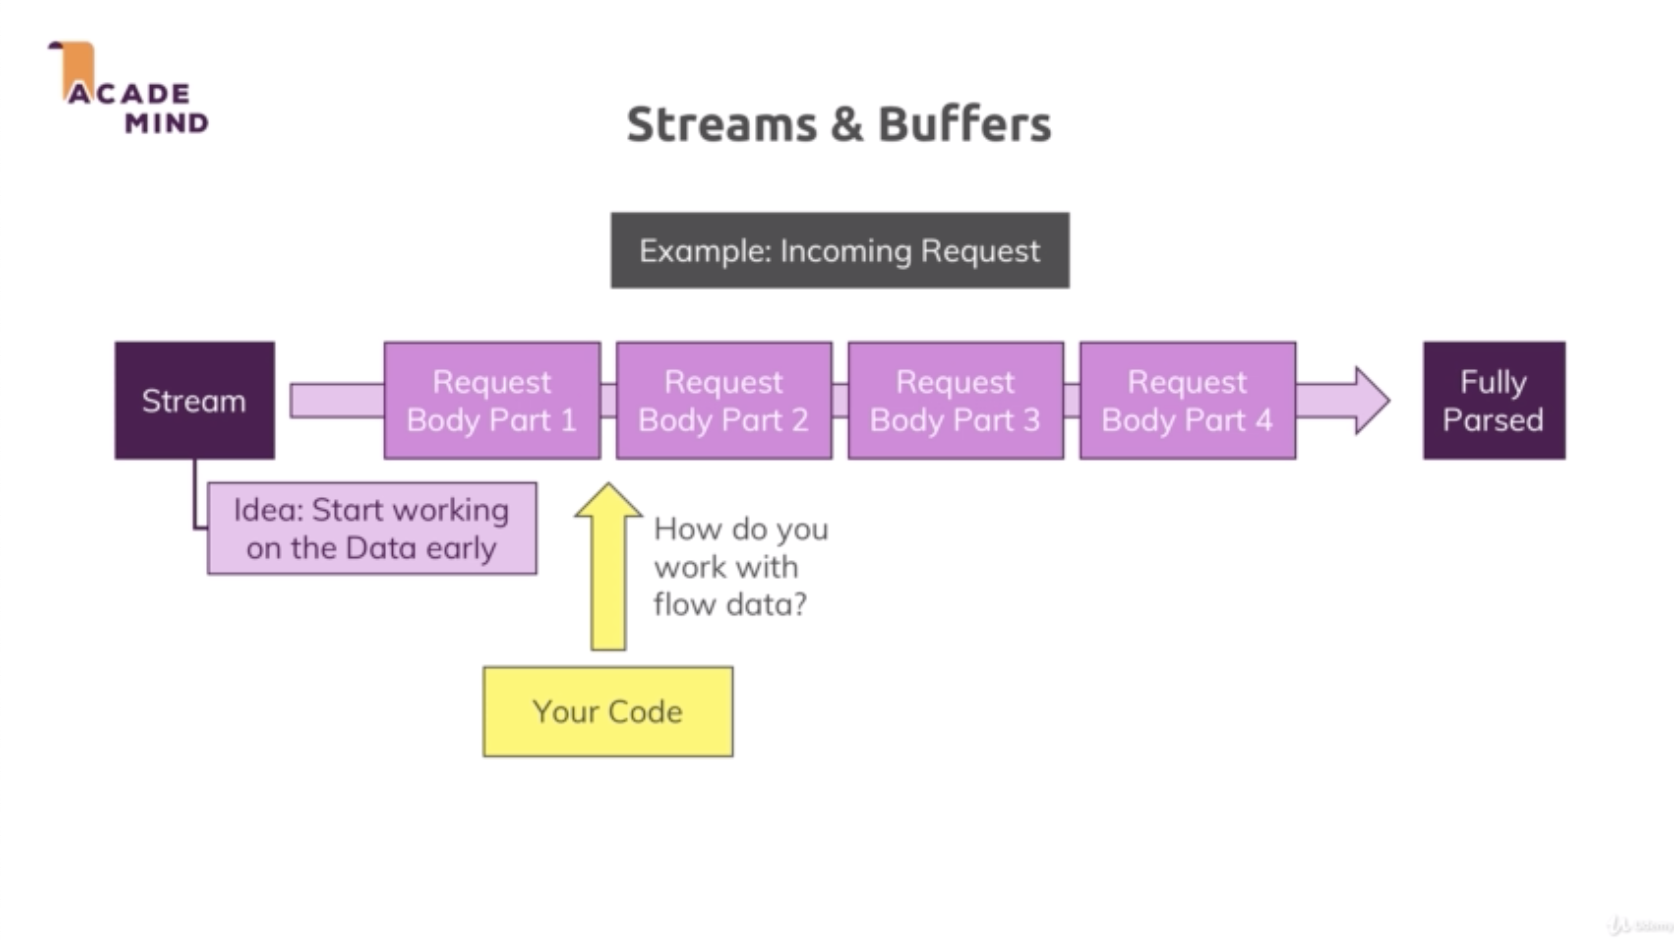 ACADE
MIND
Streams & Buffers
Example: Incoming Request
Stream
Request
Body Part 1
Request
Body Part 2
Request
Body Part 3
Request
Body Part 4
Fully
Parsed
Idea: Start working
on the Data early
How do you
work with
flow data?
Your Code
Udemy